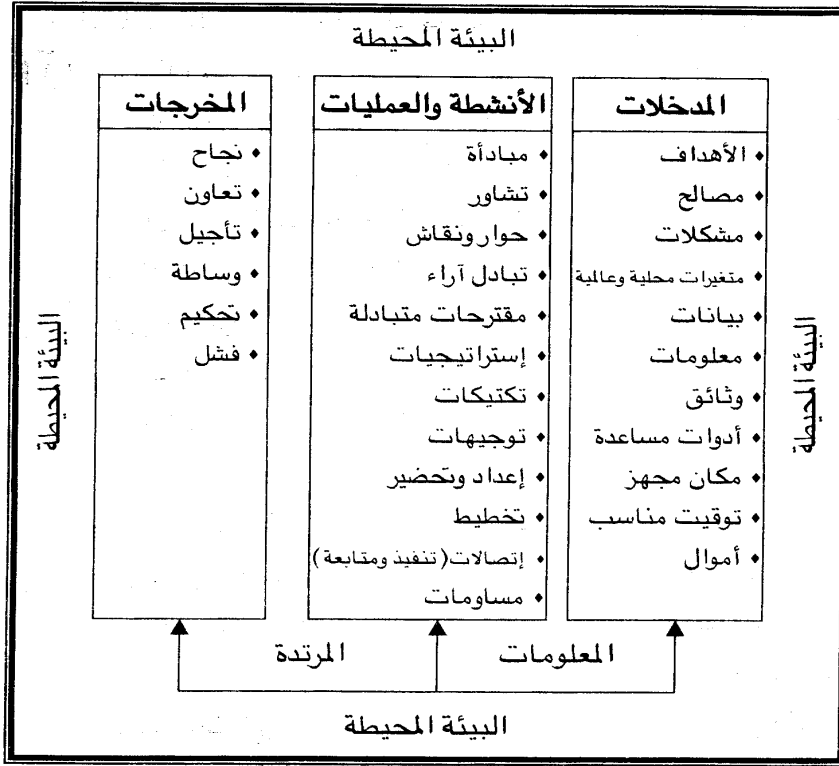 البيئة المحيطة
المدخلات
♦ الأهداف
♦ مصالح
♦ مشكلات
♦ متغيرات محلية وعالمية
♦ بيانات
♦ معلومات
♦ وثائق
♦ أدوات مساعدة
♦ مكان مجهز
♦ توقيت مناسب
♦ أموال
الأنشطة والعمليات
♦ مبادأة
♦ تشاور
♦ حوار ونقاش
♦ تبادل آراء
♦ مقترحات متبادلة
♦ إستراتيجيات
♦ تكتيكات
♦ توجيهات
♦ إعداد وتحضير
♦ تخطيط
♦ إتصالات (تنفيذ ومتابعة)
♦ مساومات
المخرجات
♦ نجاح
♦ تعاون
♦ تأجيل
♦ وساطة
♦ تحكيم
♦ فشل
البيئة المحيطة
البيئة المحيطة
المعلومات المرتدة
البيئة المحيطة